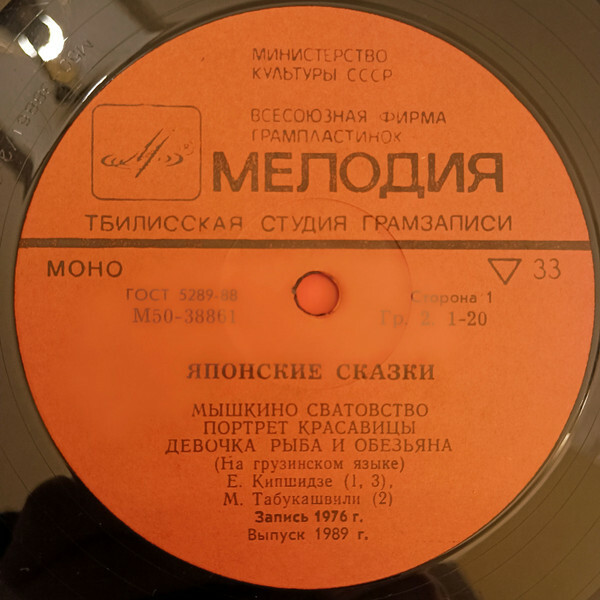 МИНИСТЕРСТВО
КУЛЬТУРЫ СССР
ВСЕСОЮЗНАЯ ФИРМА
ГРАМПЛАСТИНОК
МЕЛОДИЯ
ТБИЛИССКАЯ СТУДИЯ ГРАМЗАПИСИ
МОНО 33
ГОСТ 5289-88 Сторона 1
М50-38861 Гр. 2. 1-20
ЯПОНСКИЕ СКАЗКИ
МЫШКИНО СВАТОВСТВО
ПОРТРЕТ КРАСАВИЦЫ
ДЕВОЧКА РЫБА И ОБЕЗЬЯНА
(На грузинском языке)
Е. Кипшидзе (1, 3),
М. Табукашвили (2)
Запись 1976 г.
Выпуск 1989 г.